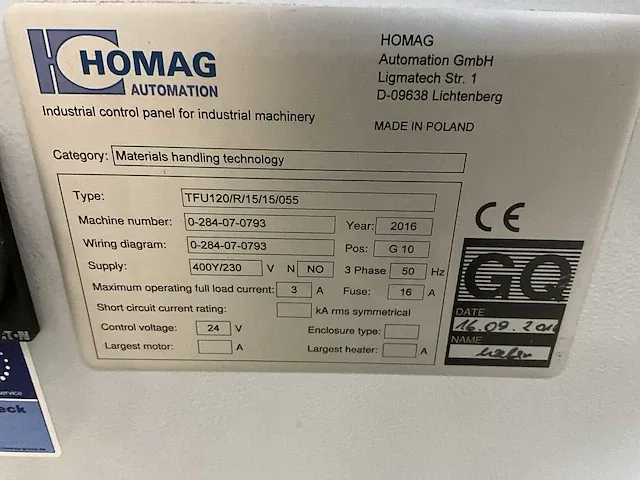 HOMAG
AUTOMATION
HOMAG
Automation GmbH
Ligmatech Str. 1
D-09638 Lichtenberg
Industrial control panel for industrial machinery
MADE IN POLAND
Category: Materials handling technology
Type: TFU120/R/15/15/055
Machine number: 0-284-07-0793 Year: 2016
Wiring diagram: 0-284-07-0793 Pos: G 10
Supply: 400Y/230 V N NO 3 Phase 50 Hz
Maximum operating full load current: 3 A Fuse: 16 A
Short circuit current rating: kA rms symmetrical
Control voltage: 24 V Enclosure type:
Largest motor: A Largest heater: A
CE
GQ
DATE
16.09.201
NAME
T·N
service
eck